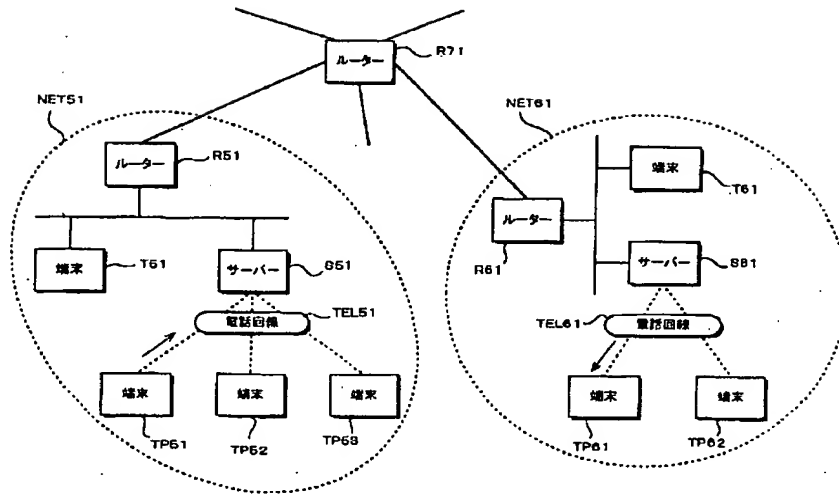 ルーター
R71
NET51
NET61
ルーター
R51
端末
T61
ルーター
R61
端末
T51
サーバー
S51
サーバー
S61
TEL51
電話回線
TEL61
電話回線
端末
端末
端末
端末
端末
TP51
TP52
TP53
TP61
TP62